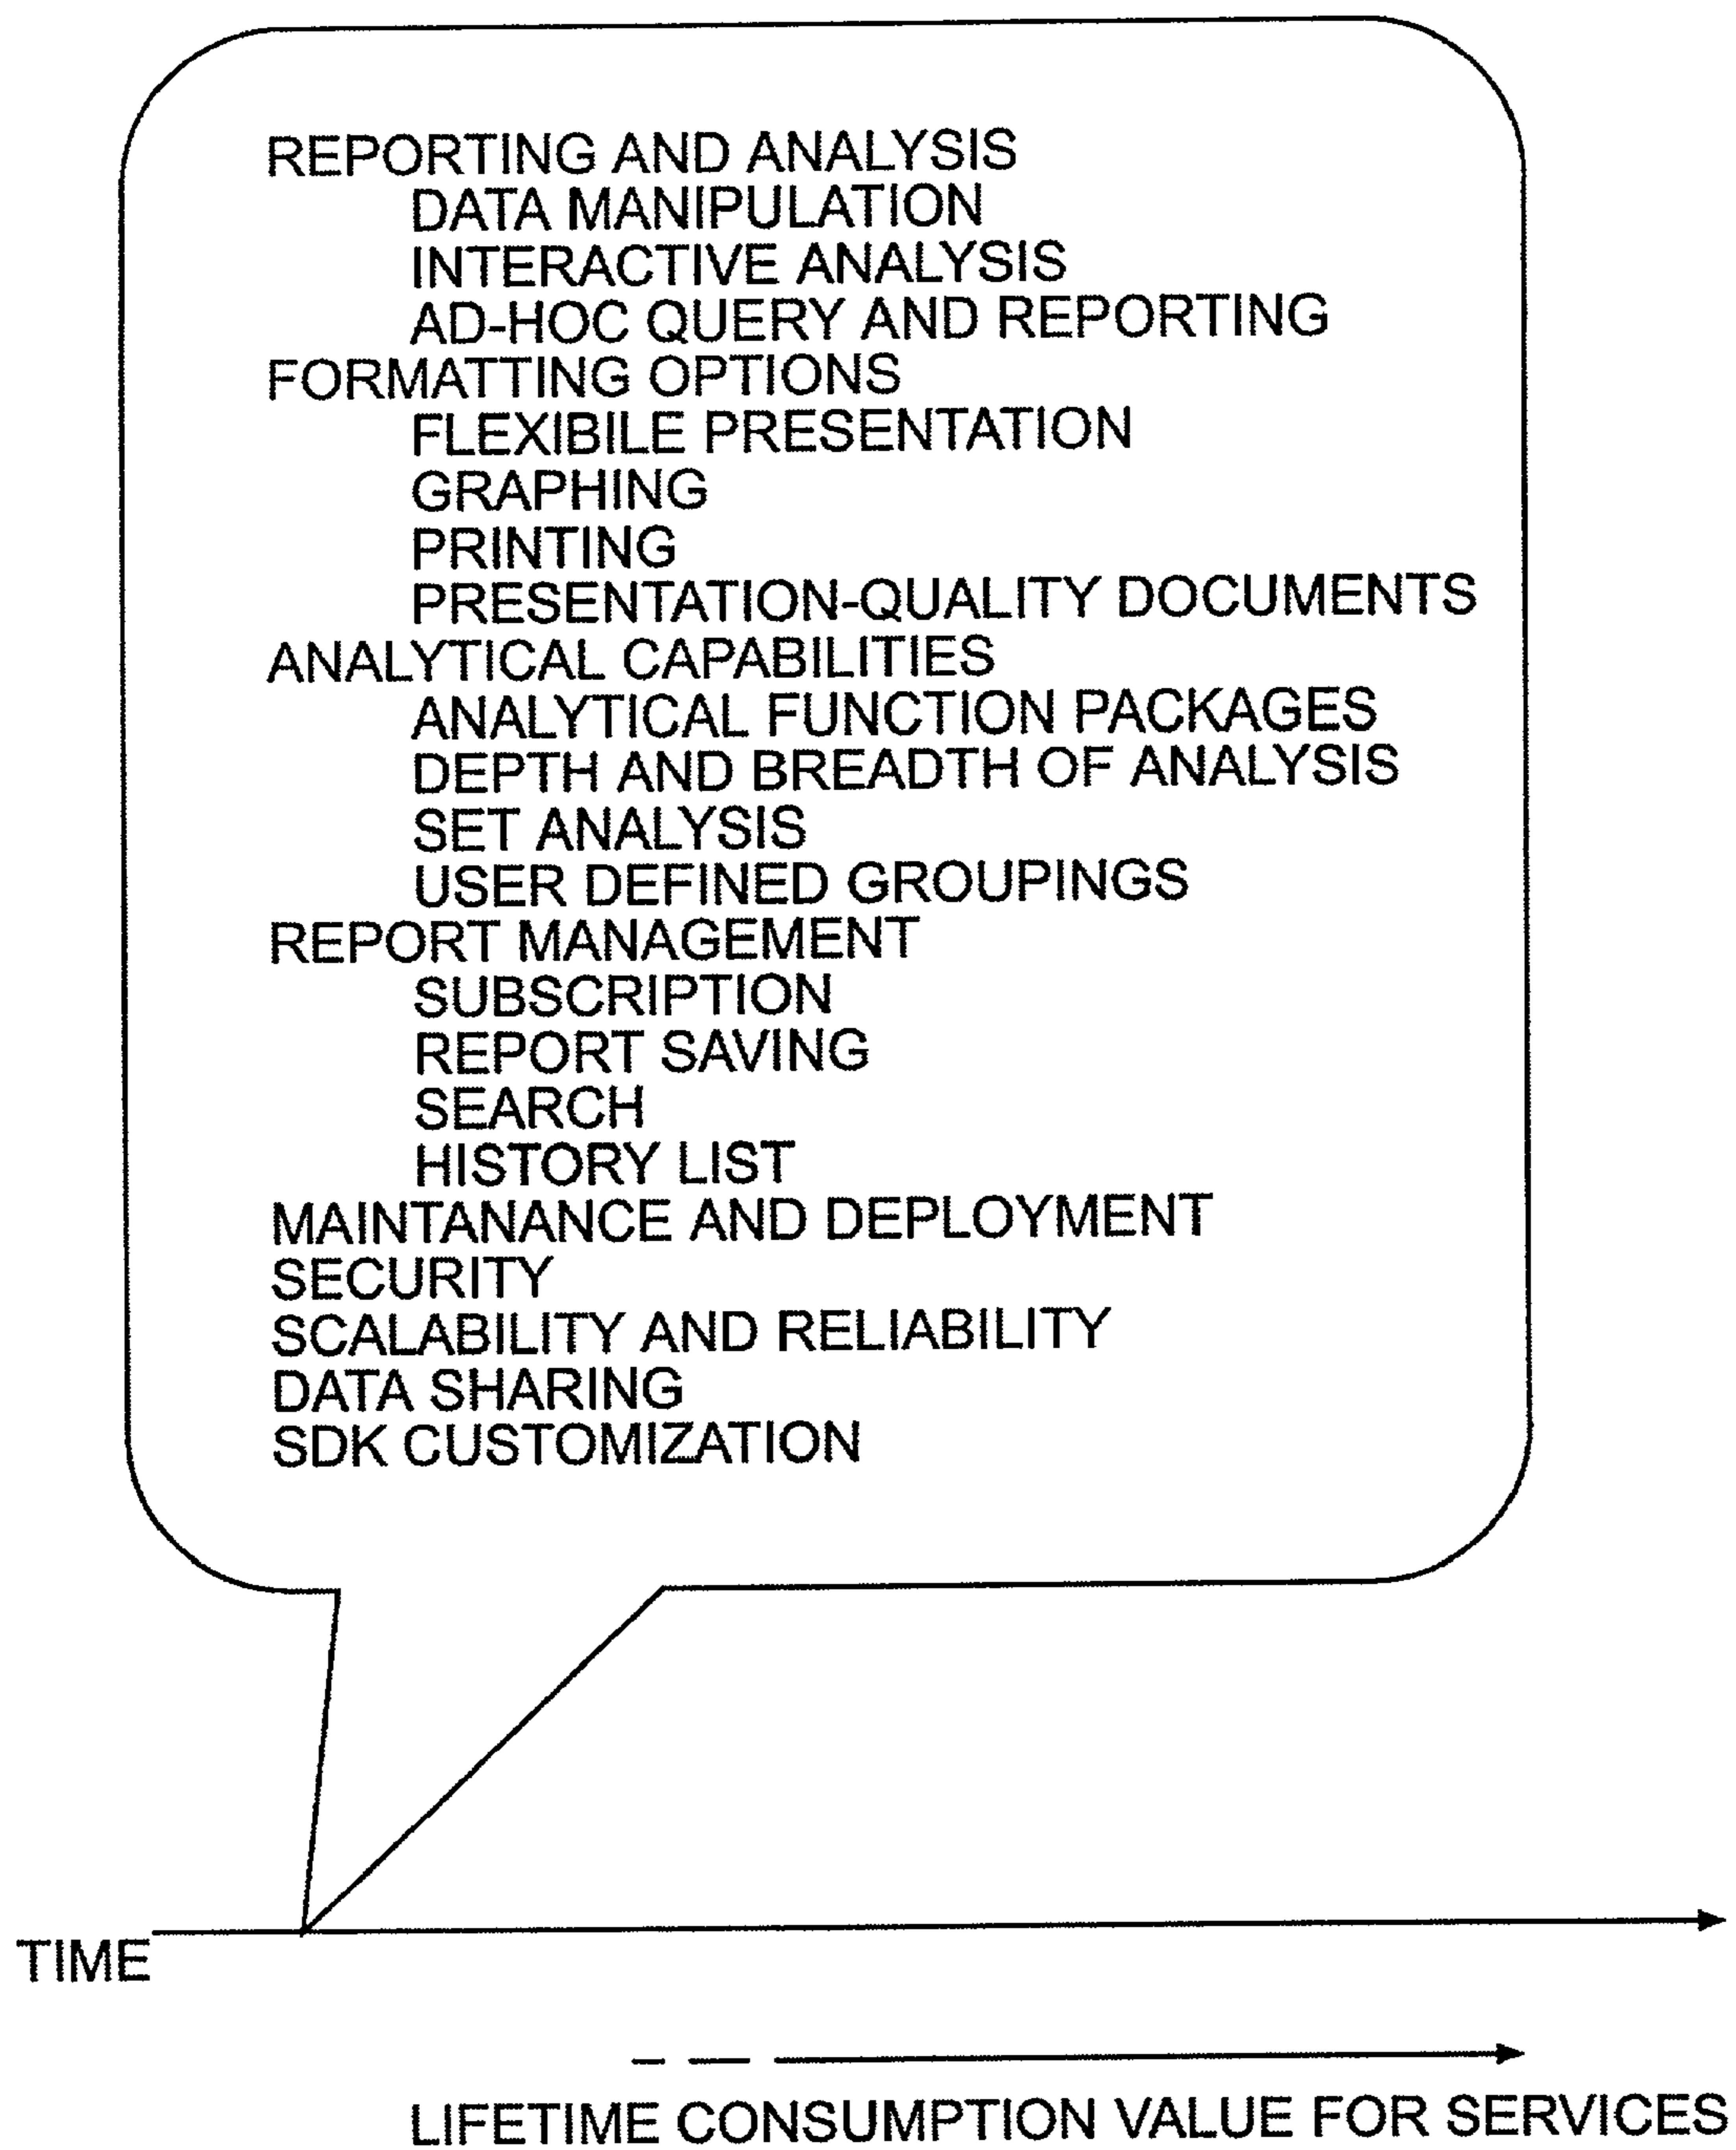 REPORTING AND ANALYSIS
DATA MANIPULATION
INTERACTIVE ANALYSIS
AD-HOC QUERY AND REPORTING
FORMATTING OPTIONS
FLEXIBILE PRESENTATION
GRAPHING
PRINTING
PRESENTATION-QUALITY DOCUMENTS
ANALYTICAL CAPABILITIES
ANALYTICAL FUNCTION PACKAGES
DEPTH AND BREADTH OF ANALYSIS
SET ANALYSIS
USER DEFINED GROUPINGS
REPORT MANAGEMENT
SUBSCRIPTION
REPORT SAVING
SEARCH
HISTORY LIST
MAINTANANCE AND DEPLOYMENT
SECURITY
SCALABILITY AND RELIABILITY
DATA SHARING
SDK CUSTOMIZATION
TIME
LIFETIME CONSUMPTION VALUE FOR SERVICES